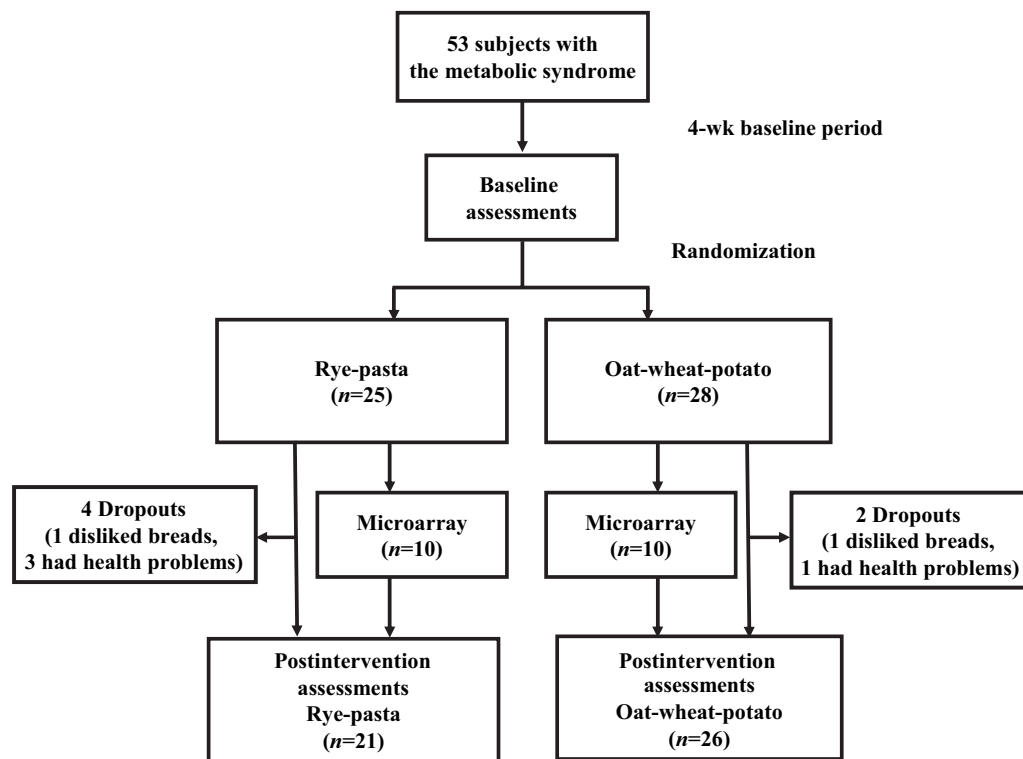 53 subjects with
the metabolic syndrome
4-wk baseline period
Baseline
assessments
Randomization
Rye-pasta
(n=25)
Oat-wheat-potato
(n=28)
4 Dropouts
(1 disliked breads,
3 had health problems)
Microarray
(n=10)
Microarray
(n=10)
2 Dropouts
(1 disliked breads,
1 had health problems)
Postintervention
assessments
Rye-pasta
(n=21)
Postintervention
assessments
Oat-wheat-potato
(n=26)